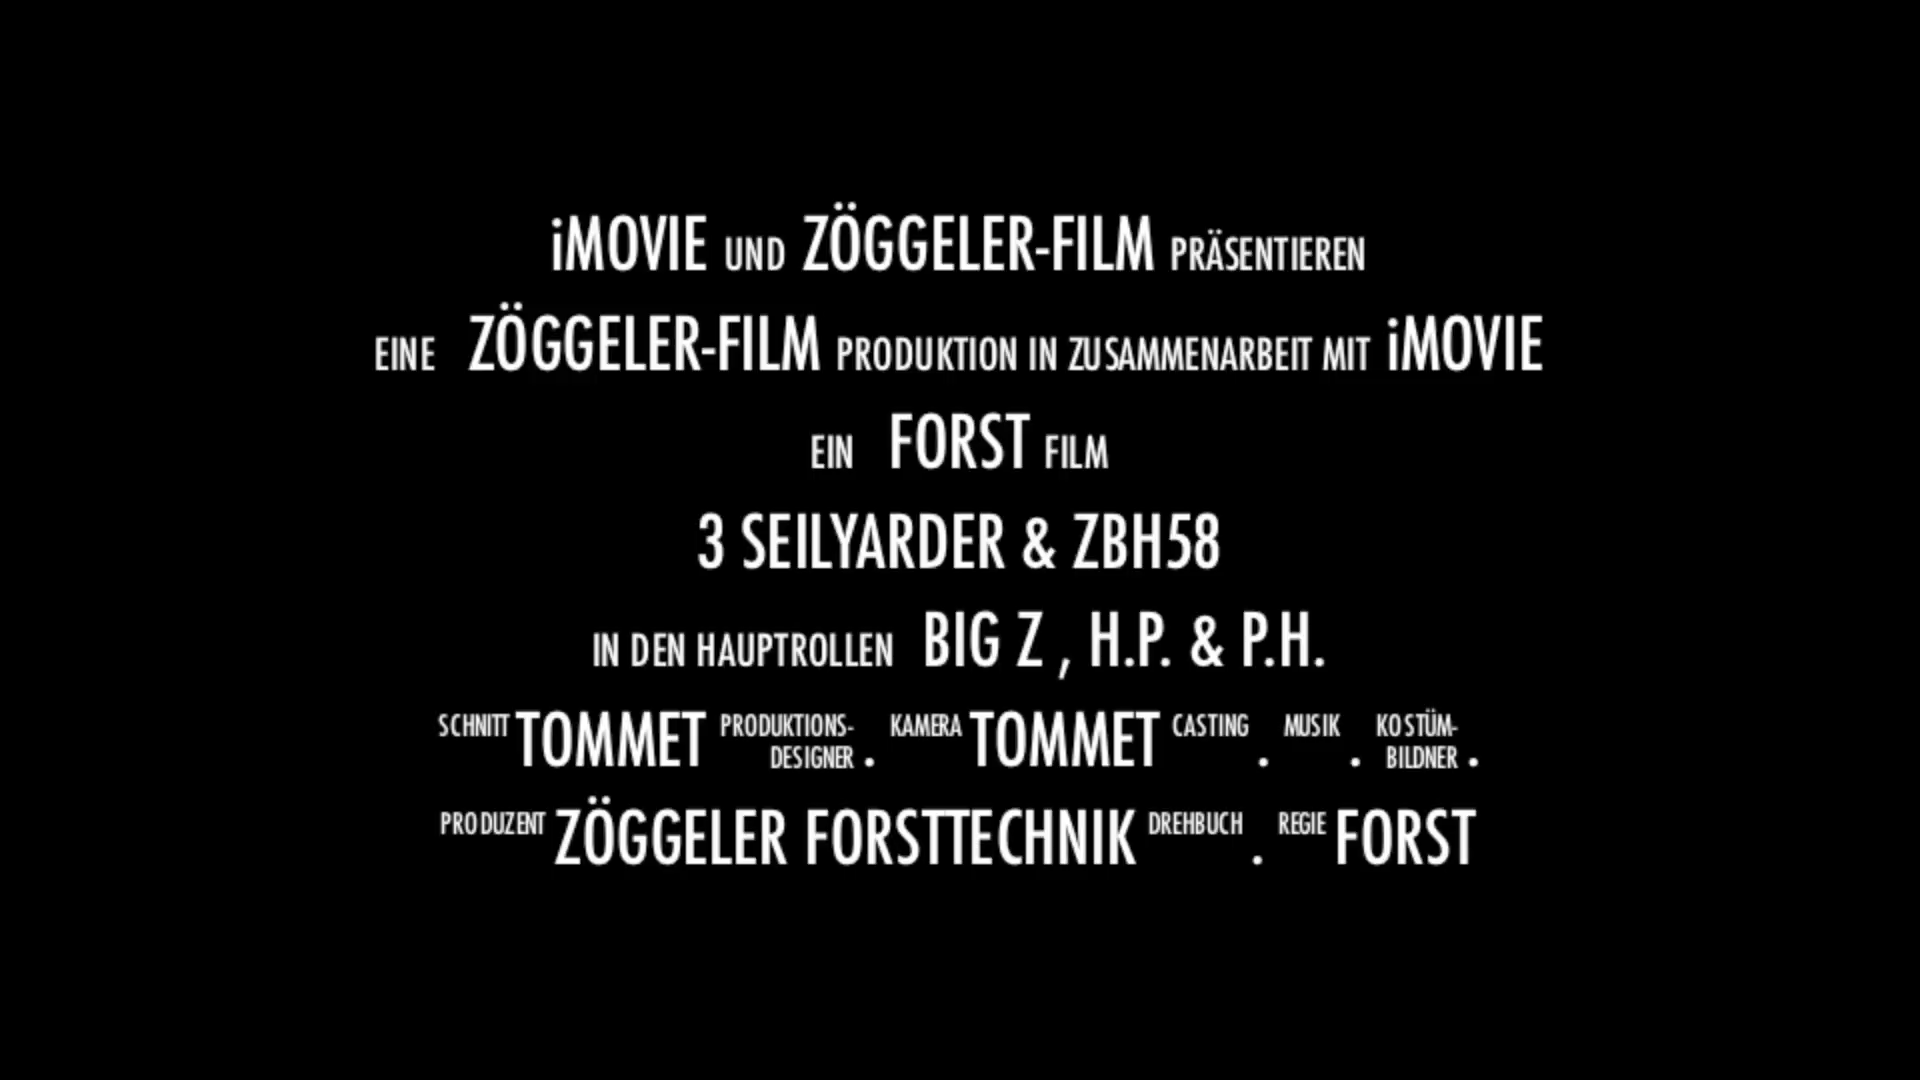 iMOVIE UND ZÖGGELER-FILM PRÄSENTIEREN
EINE ZÖGGELER-FILM PRODUKTION IN ZUSAMMENARBEIT MIT iMOVIE
EIN FORST FILM
3 SEILYARDER & ZBH58
IN DEN HAUPTROLLEN BIG Z , H.P. & P.H.
SCHNITT TOMMET PRODUKTIONS-DESIGNER . KAMERA TOMMET CASTING . MUSIK . KOSTÜM-BILDNER .
PRODUZENT ZÖGGELER FORSTTECHNIK DREHBUCH . REGIE FORST